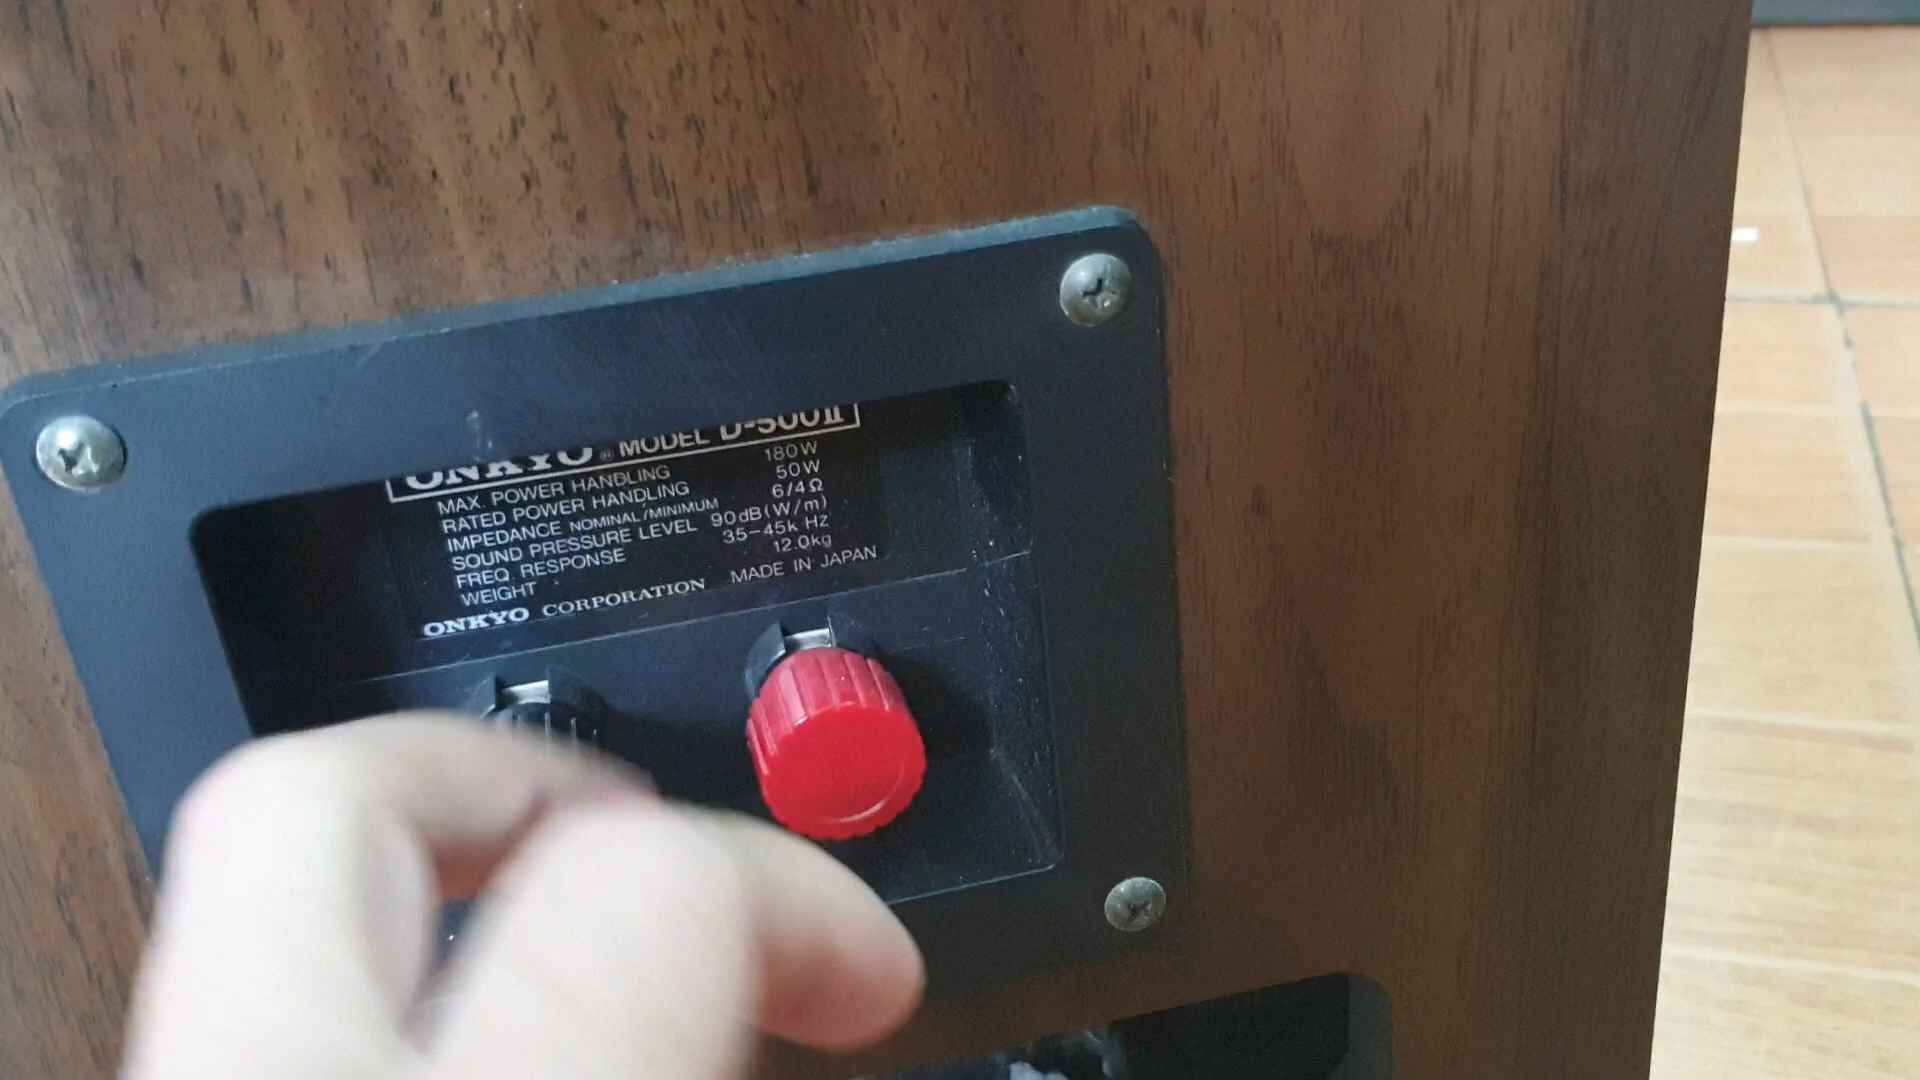 ONKYO® MODEL D-500II
MAX. POWER HANDLING 180W
RATED POWER HANDLING 50W
IMPEDANCE NOMINAL/MINIMUM 6/4Ω
SOUND PRESSURE LEVEL 90dB(W/m)
FREQ. RESPONSE 35-45k Hz
WEIGHT 12.0kg
ONKYO CORPORATION MADE IN JAPAN